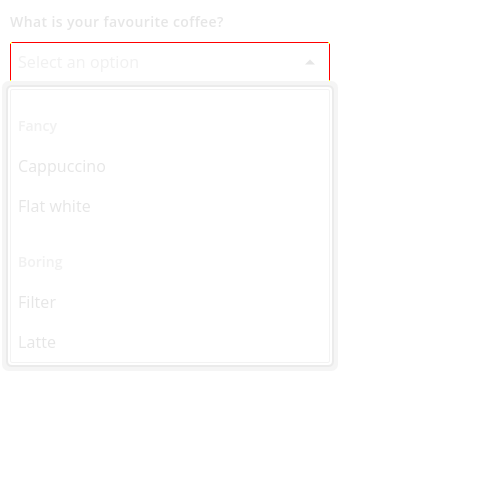 What is your favourite coffee?
Select an option
Fancy
Cappuccino
Flat white
Boring
Filter
Latte